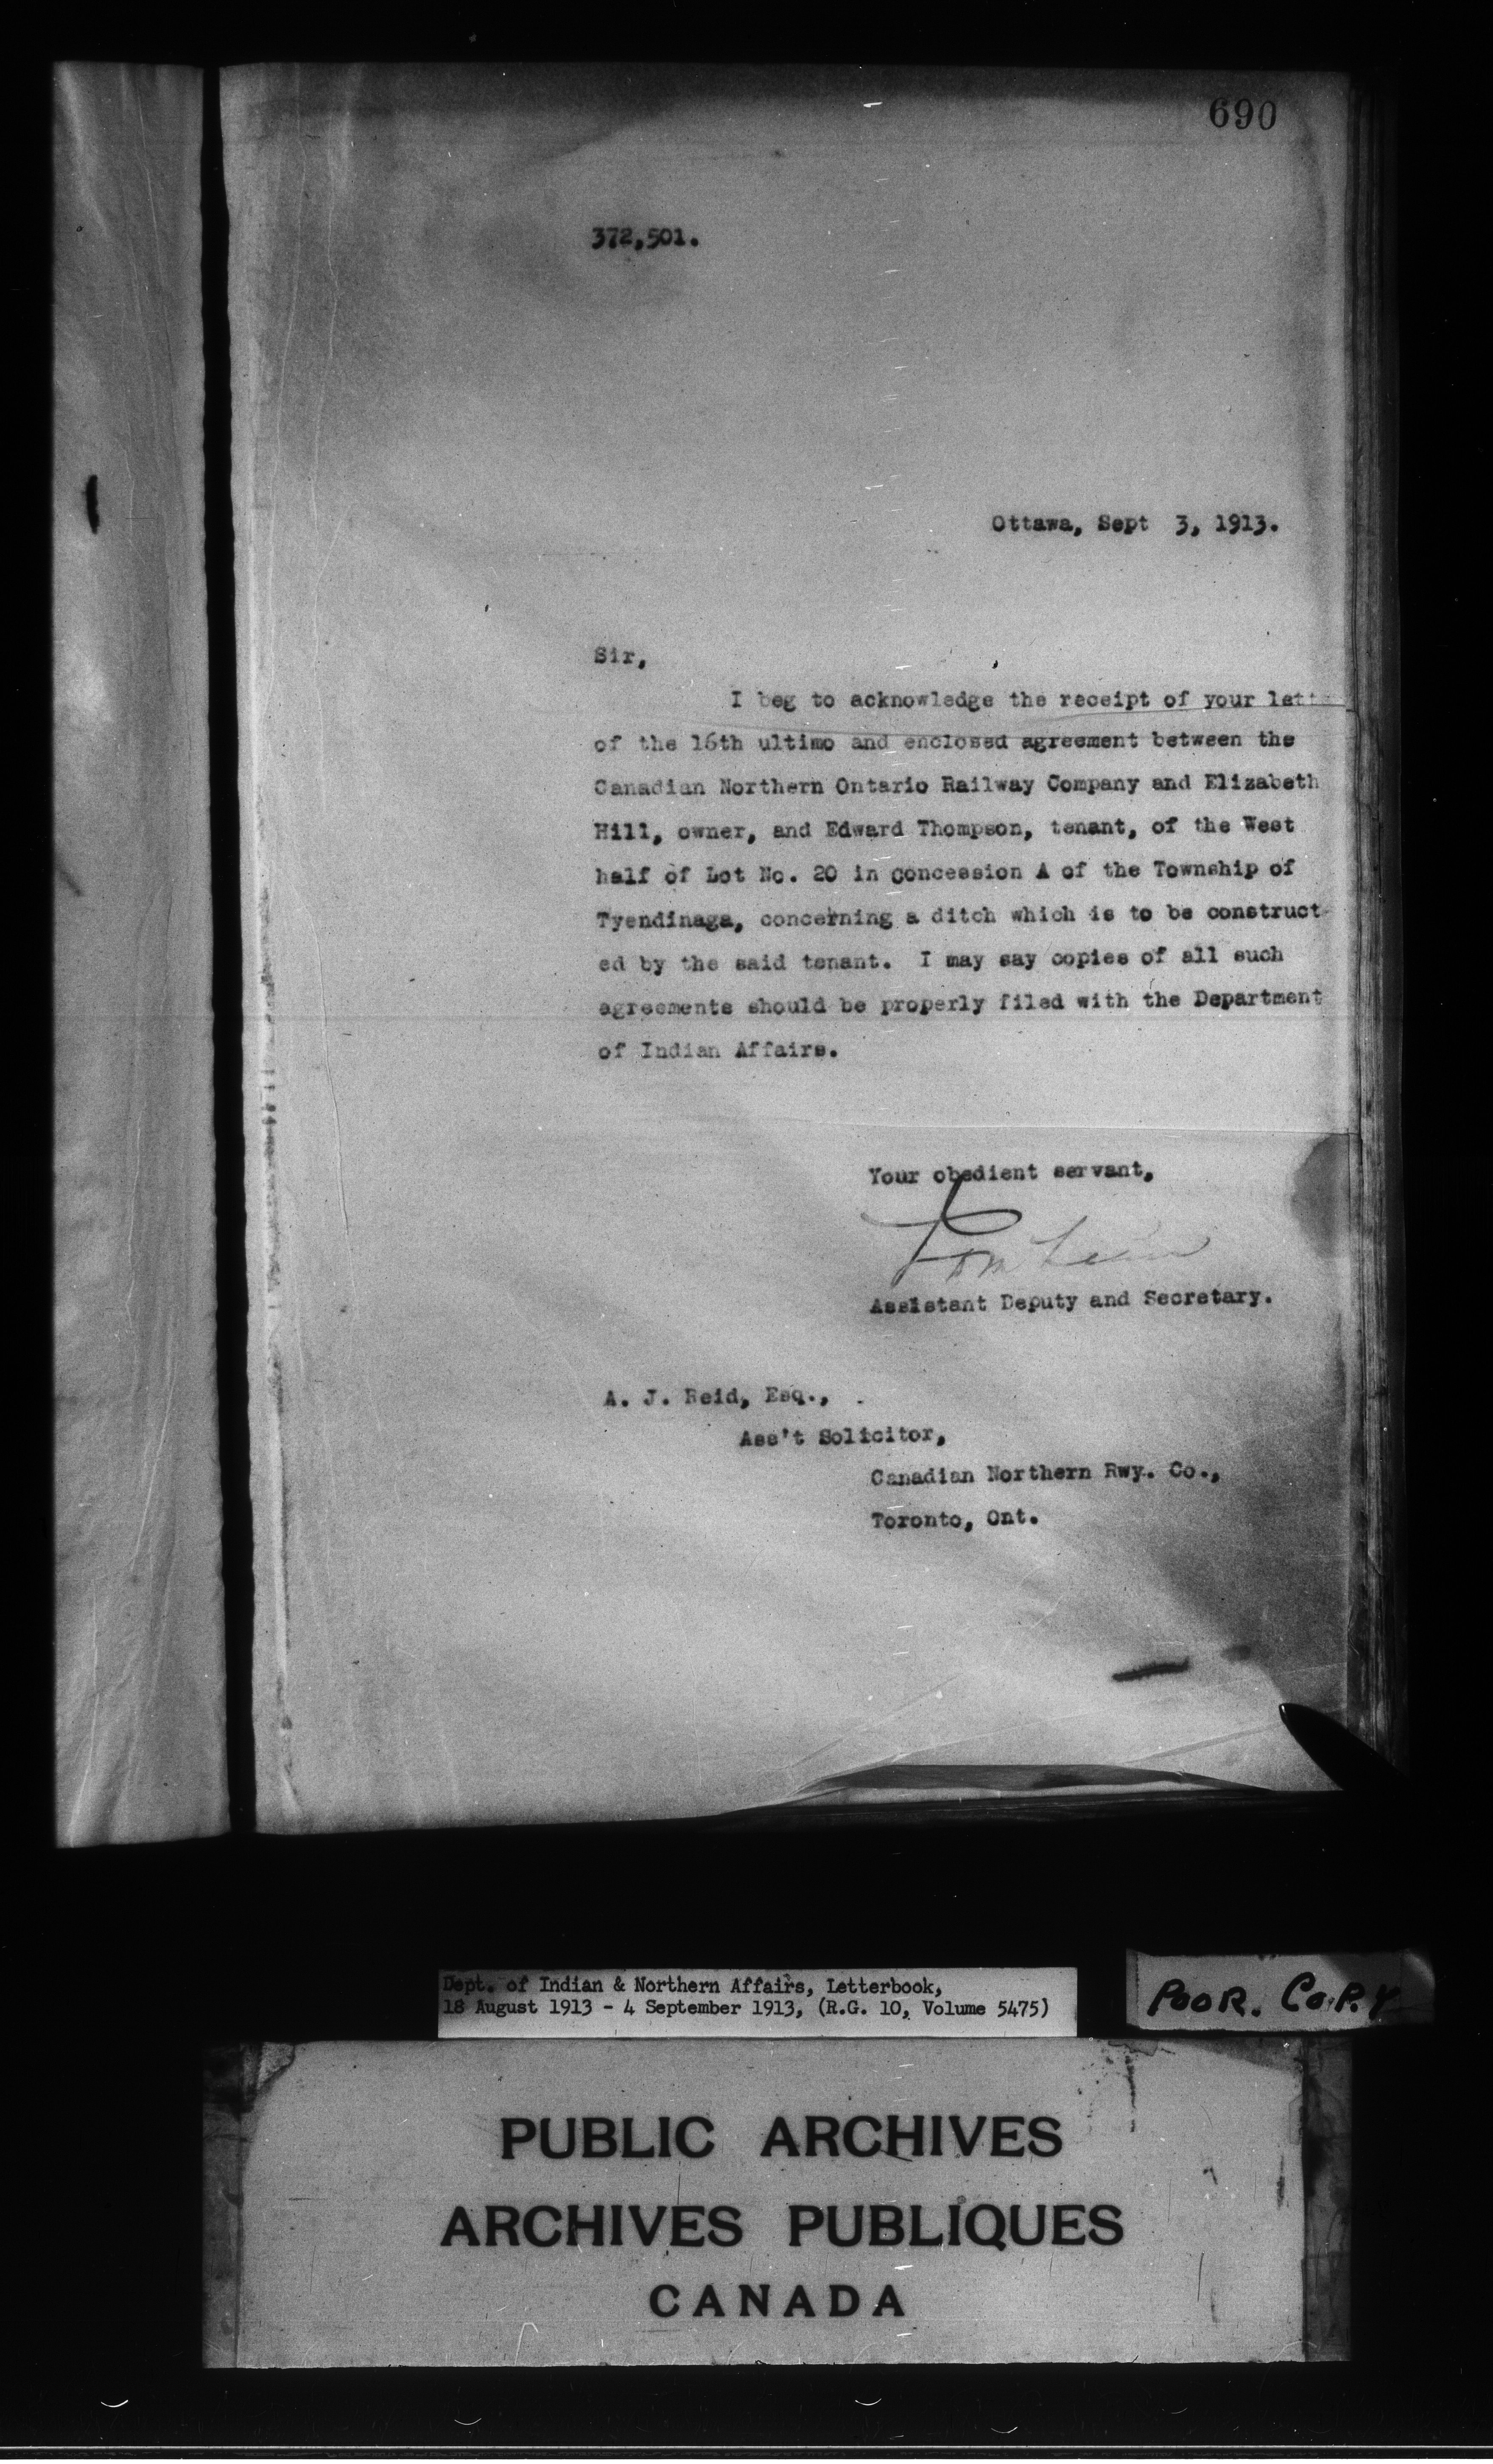 690
372,501.
Ottawa, Sept 3, 1913.
Sir,
I beg to acknowledge the receipt of your lette
of the 16th ultimo and enclosed agreement between the
Canadian Northern Ontario Railway Company and Elizabeth
Hill, owner, and Edward Thompson, tenant, of the West
half of Lot No. 20 in Concession A of the Township of
Tyendinaga, concerning a ditch which is to be construct-
ed by the said tenant. I may say copies of all such
agreements should be properly filed with the Department
of Indian Affairs.
Your obedient servant,
Assistant Deputy and Secretary.
A. J. Reid, Esq.,
Ass't Solicitor,
Canadian Northern Rwy. Co.,
Toronto, Ont.
Dept. of Indian & Northern Affairs, Letterbook,
18 August 1913 - 4 September 1913, (R.G. 10, Volume 5475)
POOR. COPY
PUBLIC ARCHIVES
ARCHIVES PUBLIQUES
CANADA